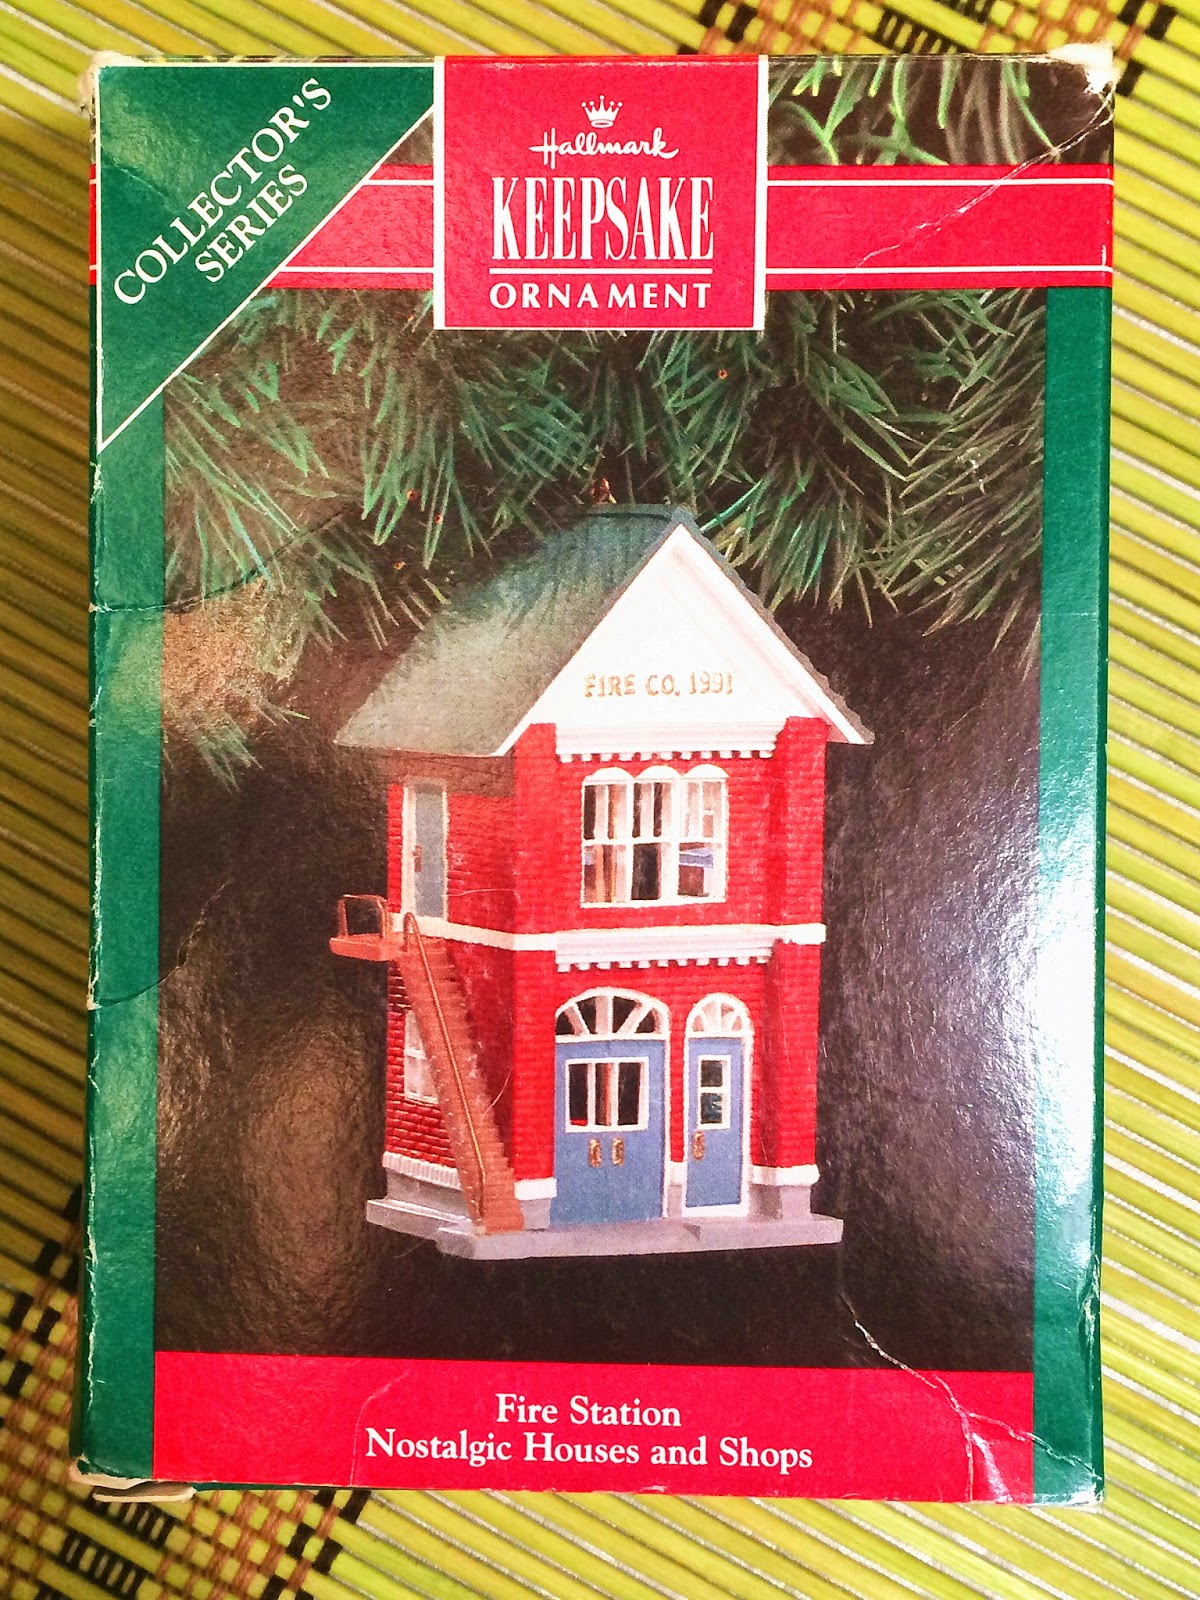 COLLECTOR'S
SERIES
Hallmark
KEEPSAKE
ORNAMENT
FIRE CO. 1991
Fire Station
Nostalgic Houses and Shops